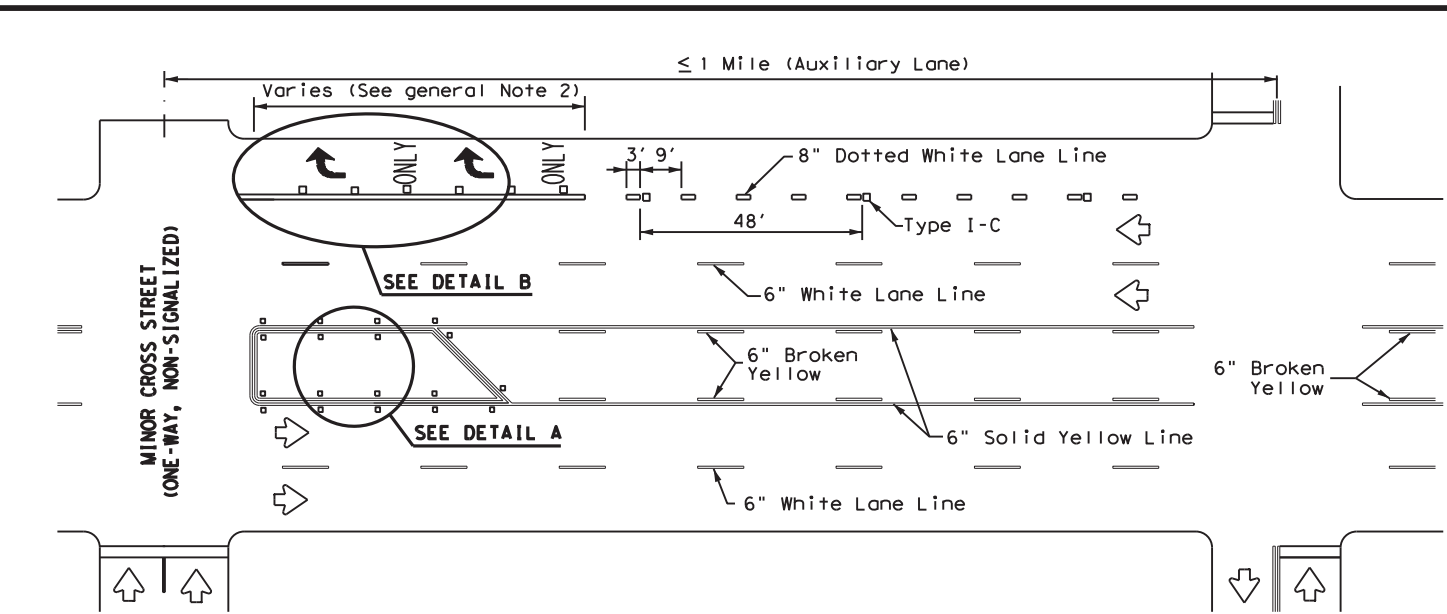 ≤ 1 Mile (Auxiliary Lane)
Varies (See general Note 2)
ONLY
ONLY
3' 9'
8" Dotted White Lane Line
48'
Type I-C
SEE DETAIL B
6" White Lane Line
MINOR CROSS STREET
(ONE-WAY, NON-SIGNALIZED)
6" Broken
Yellow
6" Broken
Yellow
SEE DETAIL A
6" Solid Yellow Line
6" White Lane Line